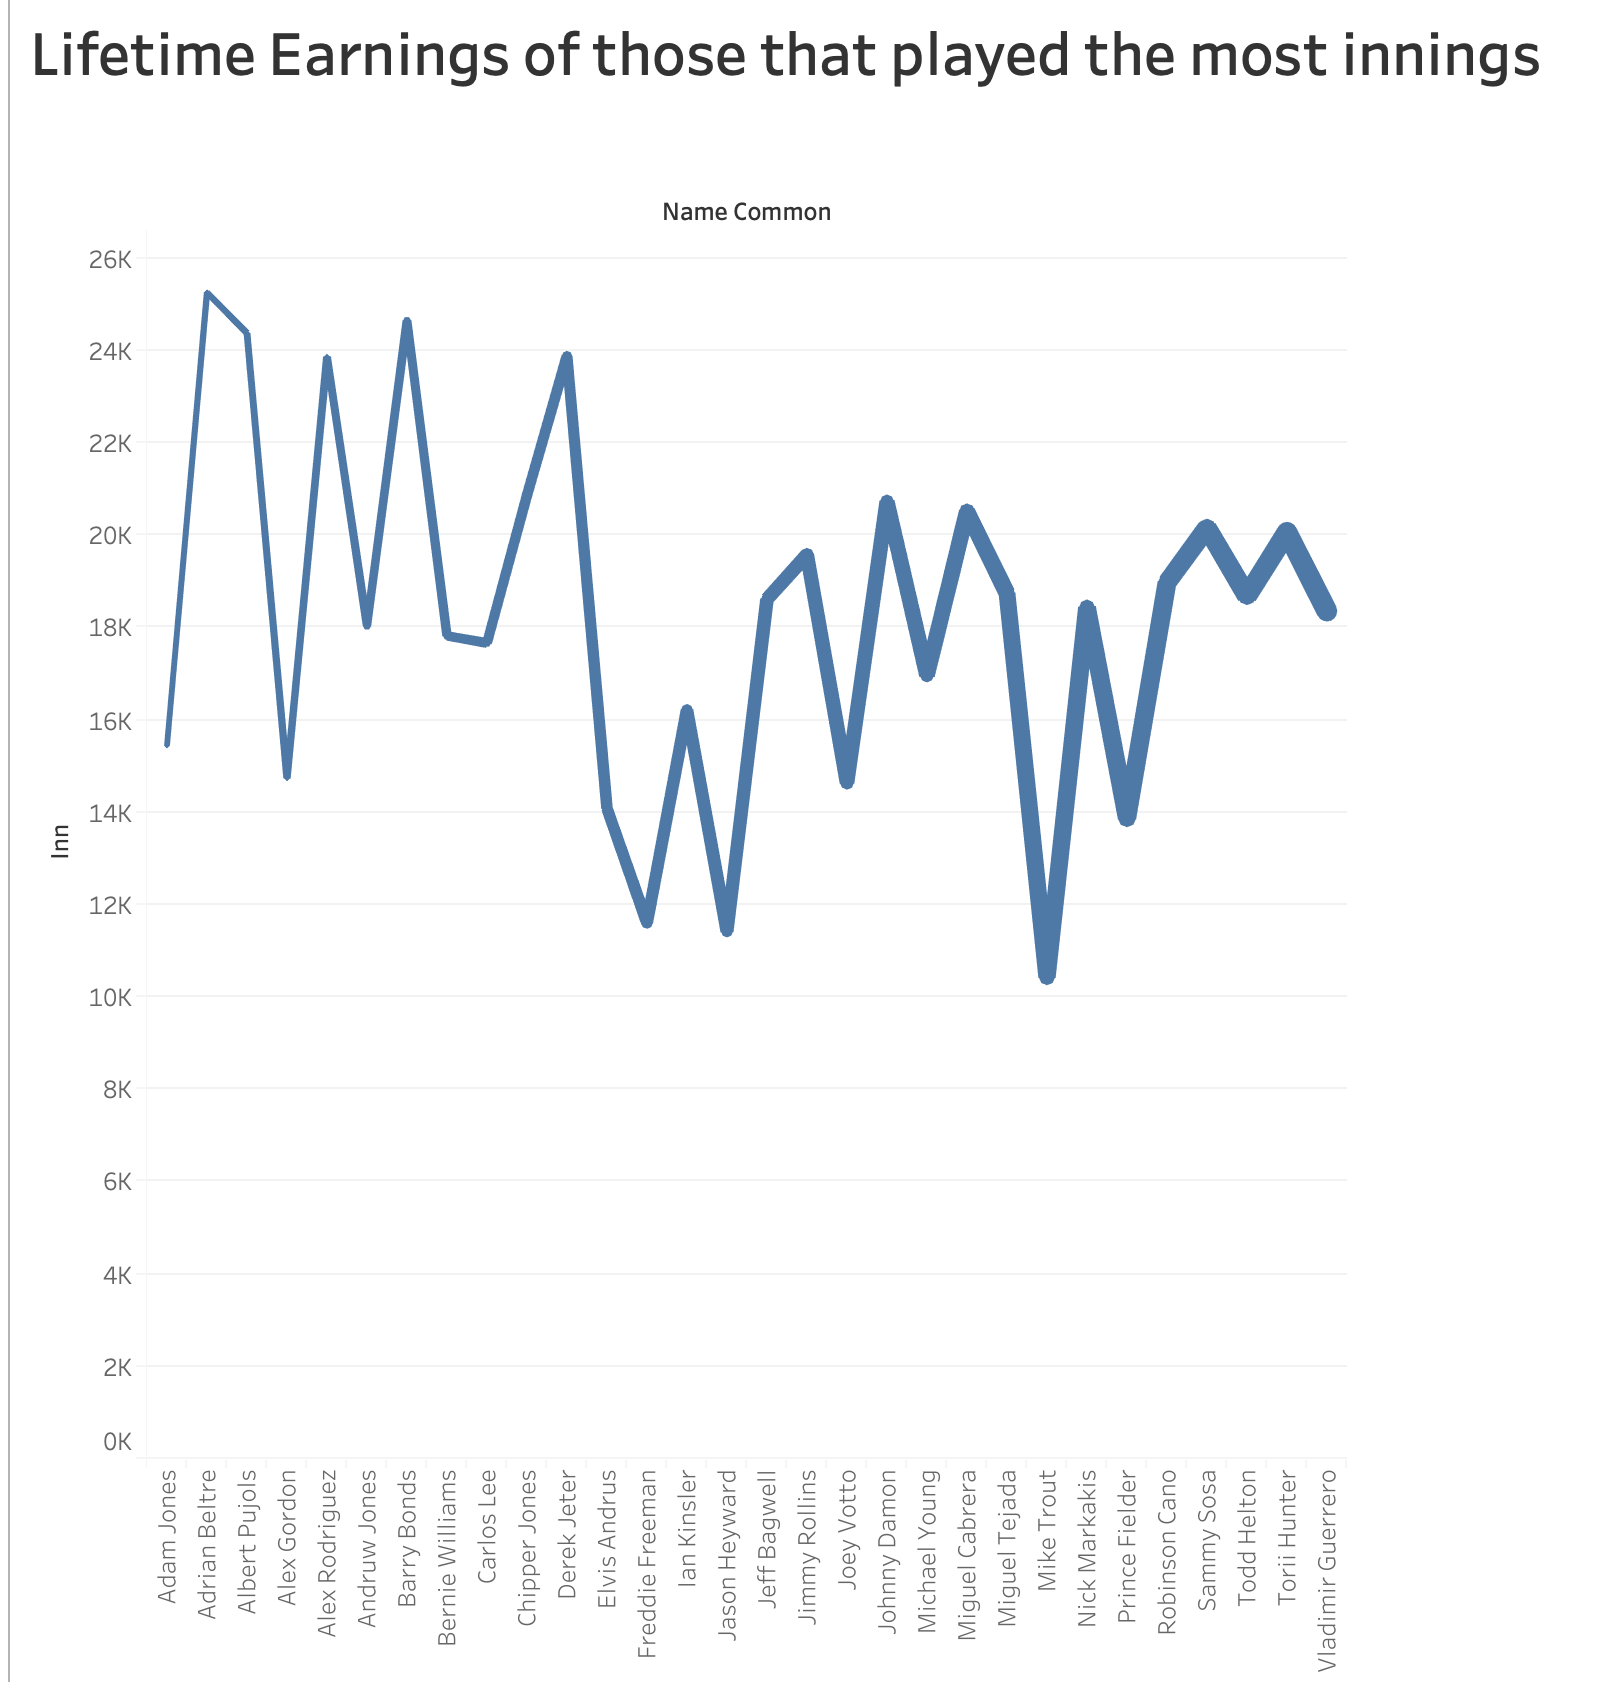 Lifetime Earnings of those that played the most innings
Name Common
26K
24K
22K
20K
18K
16K
14K
12K
10K
8K
6K
4K
2K
0K
Inn
Adam Jones
Adrian Beltre
Albert Pujols
Alex Gordon
Alex Rodriguez
Andruw Jones
Barry Bonds
Bernie Williams
Carlos Lee
Chipper Jones
Derek Jeter
Elvis Andrus
Freddie Freeman
Ian Kinsler
Jason Heyward
Jeff Bagwell
Jimmy Rollins
Joey Votto
Johnny Damon
Michael Young
Miguel Cabrera
Miguel Tejada
Mike Trout
Nick Markakis
Prince Fielder
Robinson Cano
Sammy Sosa
Todd Helton
Torii Hunter
Vladimir Guerrero